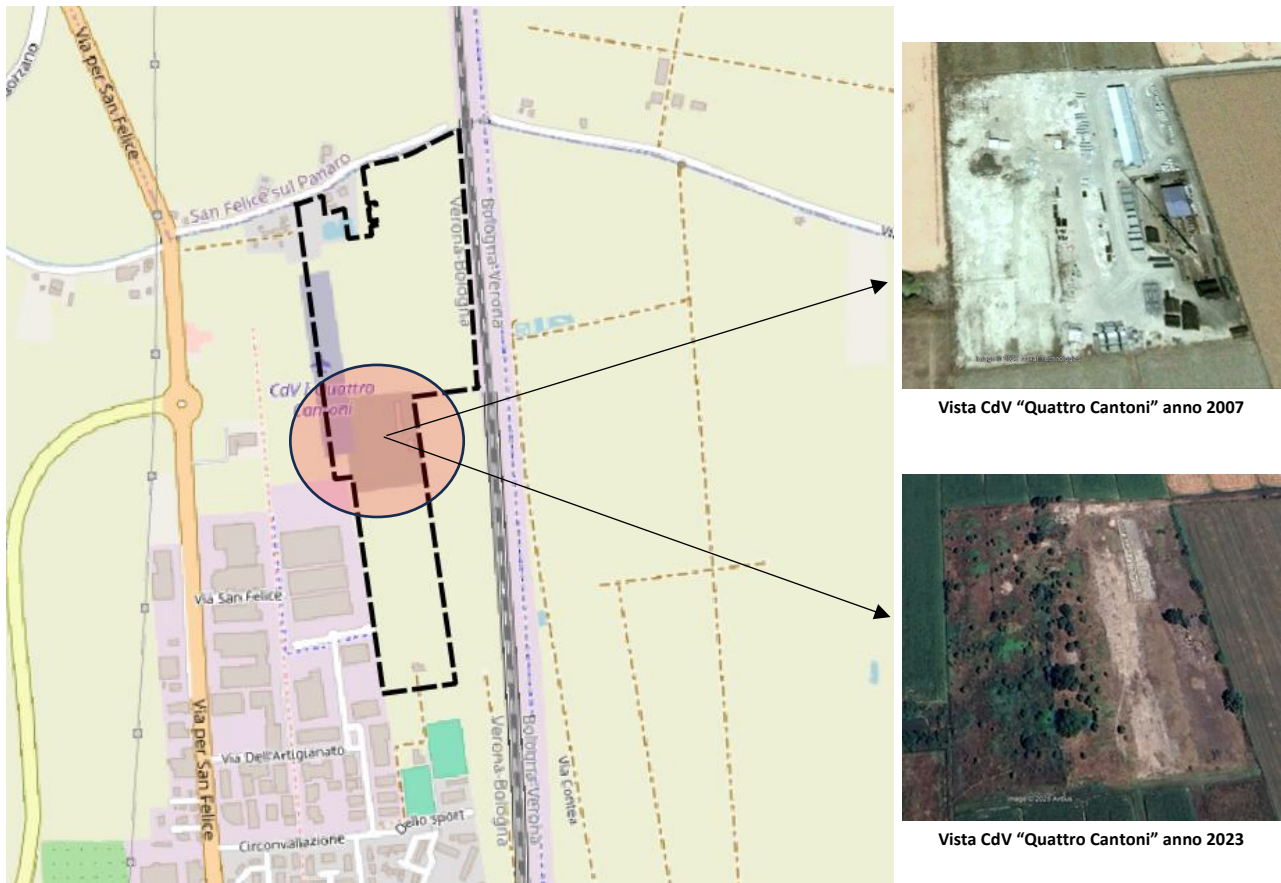 orzano
Via per San Felice
San Felice sul Panaro
Verona-Bologna
Bologna-Verona
CdV I Quattro
Cantoni
Via San Felice
Via per San Felice
Via Dell'Artigianato
Circonvallazione
Dello Sport
Verona-Bologna
Bologna-Verona
Via Contea
Vista CdV “Quattro Cantoni” anno 2007
Vista CdV “Quattro Cantoni” anno 2023